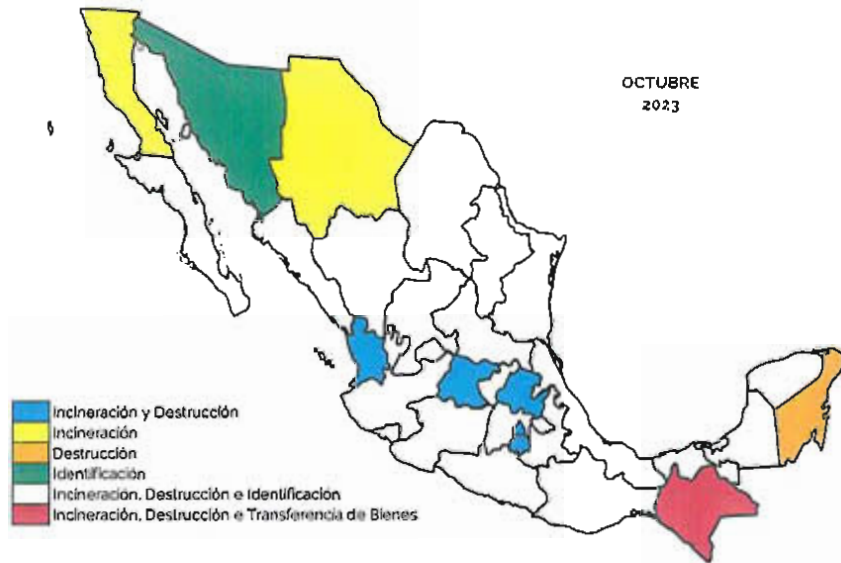 OCTUBRE
2023
Incineración y Destrucción
Incineración
Destrucción
Identificación
Incineración, Destrucción e Identificación
Incineración, Destrucción e Transferencia de Bienes